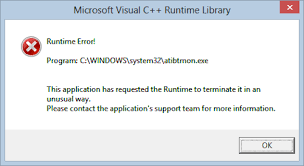 Microsoft Visual C++ Runtime Library
Runtime Error!
Program: C:\WINDOWS\system32\atibtmon.exe
This application has requested the Runtime to terminate it in an
unusual way.
Please contact the application's support team for more information.
OK